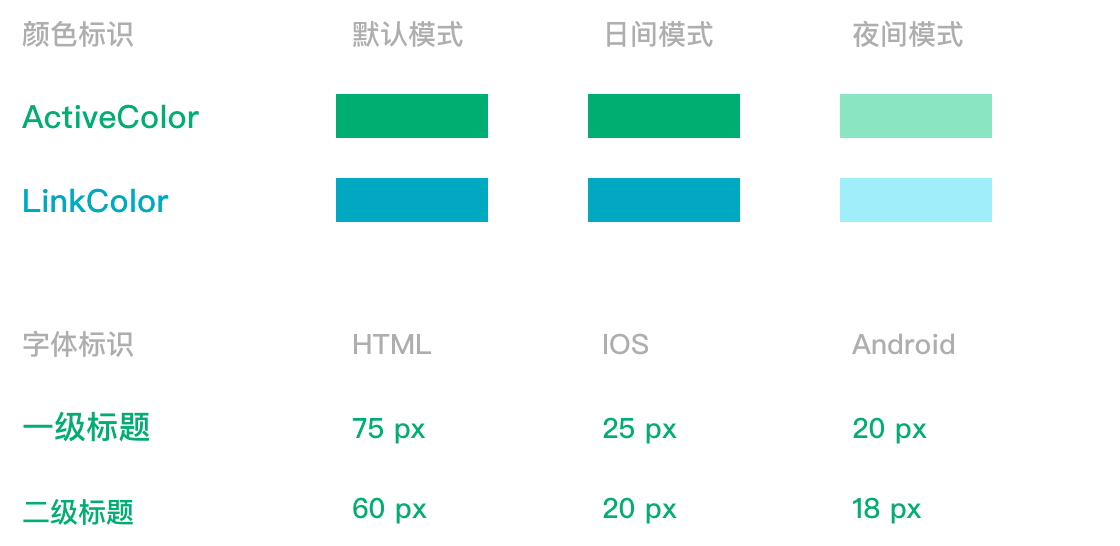 颜色标识 默认模式 日间模式 夜间模式
ActiveColor
LinkColor
字体标识 HTML IOS Android
一级标题 75 px 25 px 20 px
二级标题 60 px 20 px 18 px